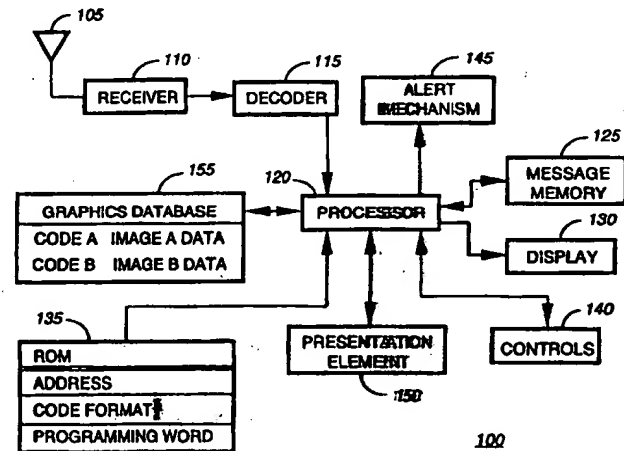 105
110
115
145
RECEIVER
DECODER
ALERT
MECHANISM
125
MESSAGE
MEMORY
155
120
GRAPHICS DATABASE
PROCESSOR
130
CODE A IMAGE A DATA
CODE B IMAGE B DATA
DISPLAY
135
140
ROM
PRESENTATION
ELEMENT
CONTROLS
ADDRESS
150
CODE FORMAT
PROGRAMMING WORD
100